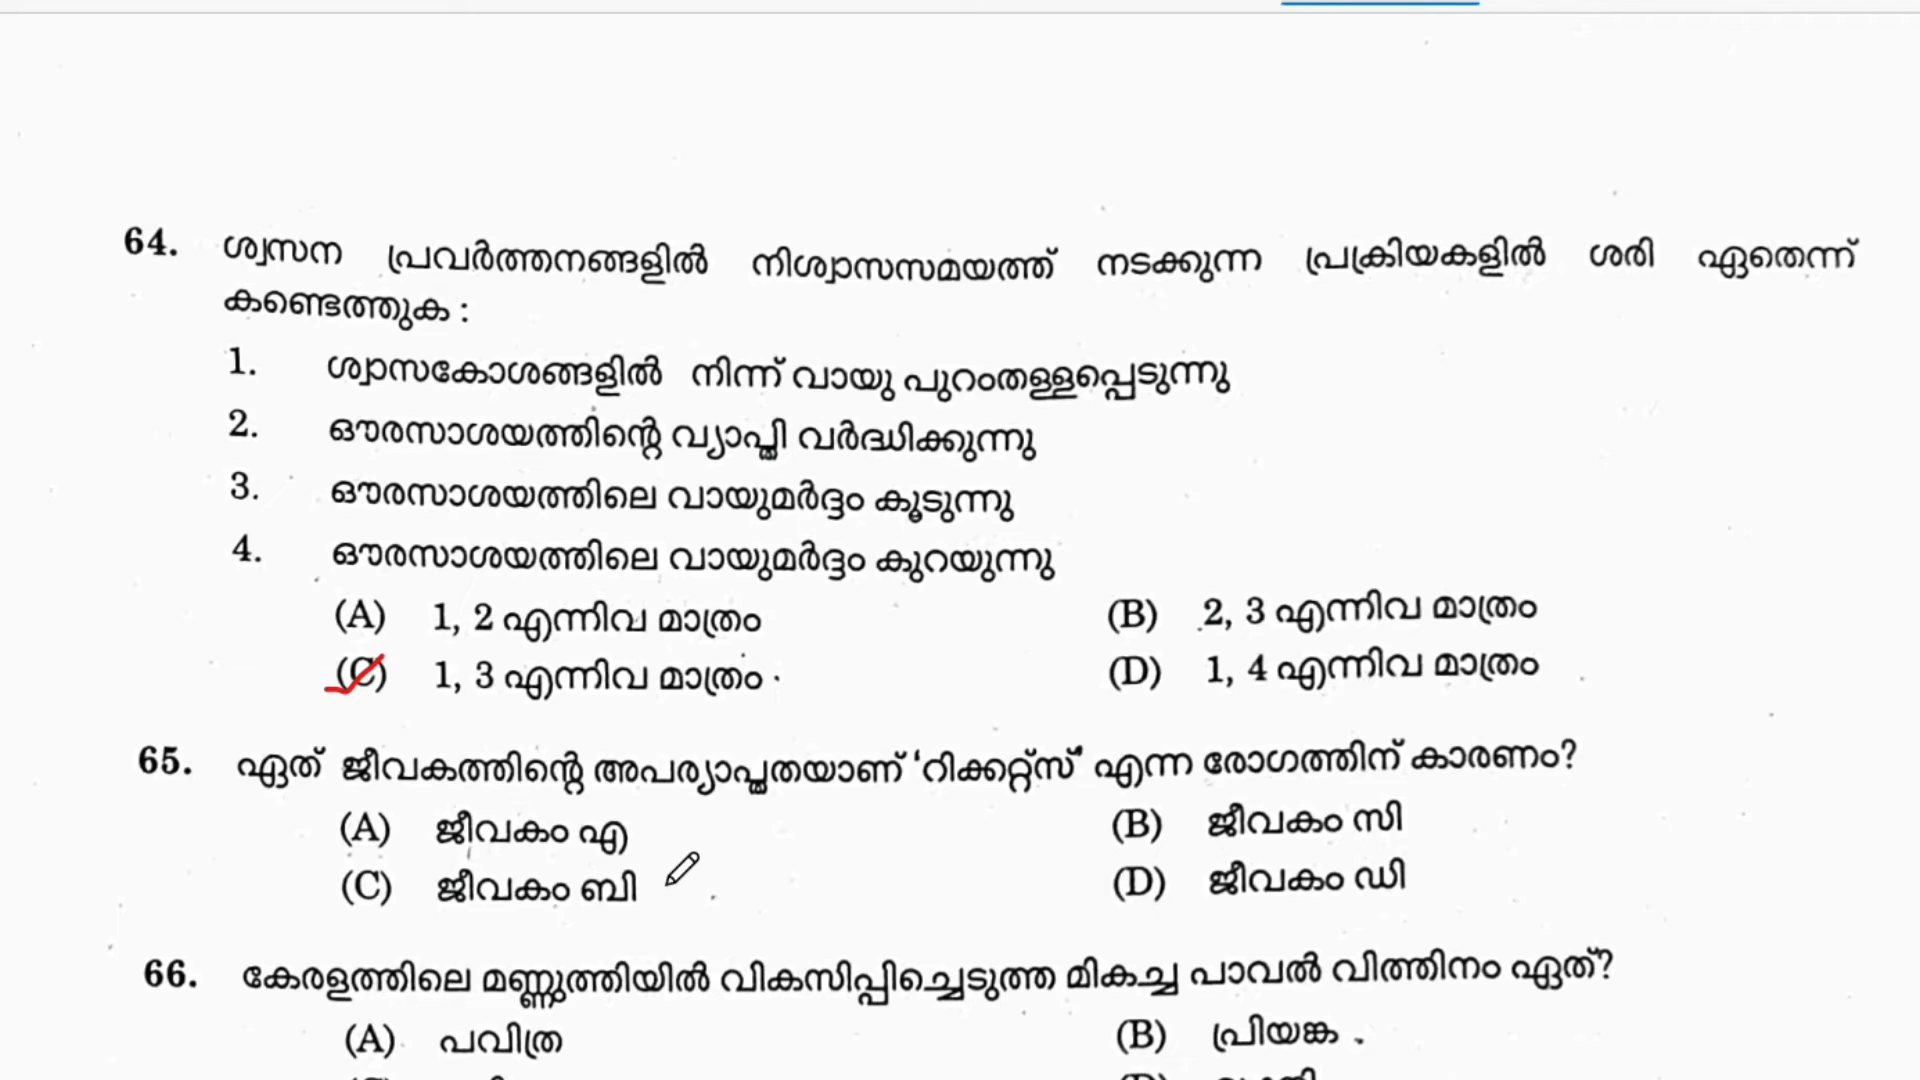 64. ശ്വസന പ്രവർത്തനങ്ങളിൽ നിശ്വാസസമയത്ത് നടക്കുന്ന പ്രക്രിയകളിൽ ശരി ഏതെന്ന്
കണ്ടെത്തുക :
1. ശ്വാസകോശങ്ങളിൽ നിന്ന് വായു പുറംതള്ളപ്പെടുന്നു
2. ഔരസാശയത്തിന്റെ വ്യാപ്തി വർദ്ധിക്കുന്നു
3. ഔരസാശയത്തിലെ വായുമർദ്ദം കൂടുന്നു
4. ഔരസാശയത്തിലെ വായുമർദ്ദം കുറയുന്നു
(A) 1, 2 എന്നിവ മാത്രം (B) 2, 3 എന്നിവ മാത്രം
(C) 1, 3 എന്നിവ മാത്രം (D) 1, 4 എന്നിവ മാത്രം
65. ഏത് ജീവകത്തിന്റെ അപര്യാപ്തതയാണ് ‘റിക്കറ്റ്സ്’ എന്ന രോഗത്തിന് കാരണം?
(A) ജീവകം എ (B) ജീവകം സി
(C) ജീവകം ബി (D) ജീവകം ഡി
66. കേരളത്തിലെ മണ്ണുത്തിയിൽ വികസിപ്പിച്ചെടുത്ത മികച്ച പാവൽ വിത്തിനം ഏത്?
(A) പവിത്ര (B) പ്രിയങ്ക